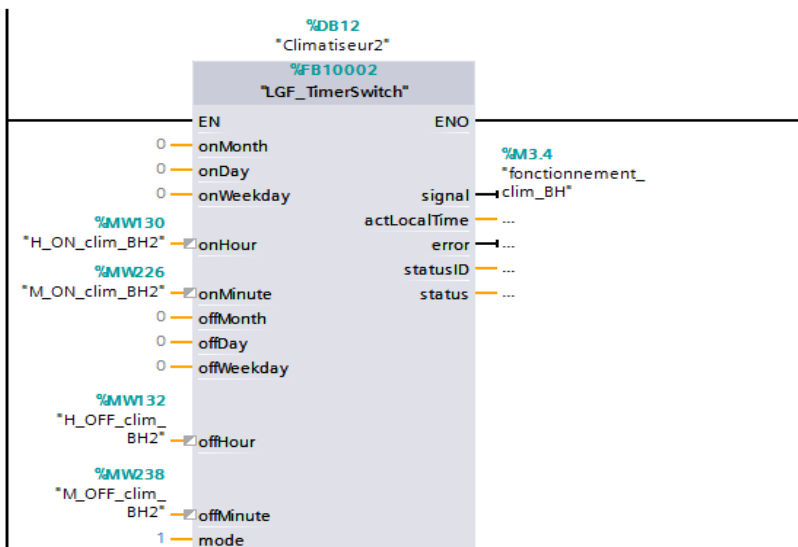 %DB12
"Climatiseur2"
%FB10002
"LGF_TimerSwitch"
EN ENO
0 onMonth
0 onDay
0 onWeekday
signal
%M3.4
"fonctionnement_
clim_BH"
actLocalTime ...
%MW130
"H_ON_clim_BH2" onHour
error ...
statusID ...
%MW226
"M_ON_clim_BH2" onMinute
status ...
0 offMonth
0 offDay
0 offWeekday
%MW132
"H_OFF_clim_
BH2" offHour
%MW238
"M_OFF_clim_
BH2" offMinute
1 mode